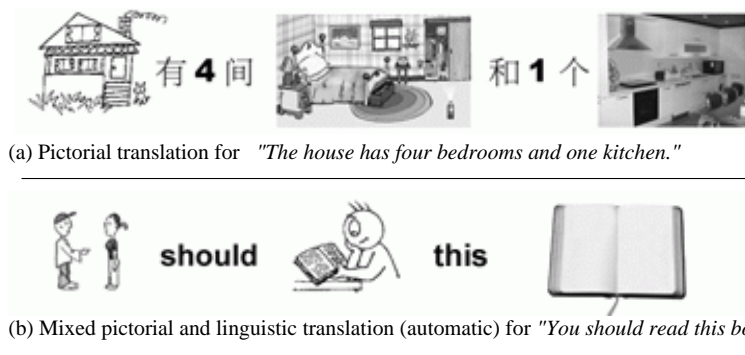 有 4 间 和 1 个
(a) Pictorial translation for "The house has four bedrooms and one kitchen."
should this
(b) Mixed pictorial and linguistic translation (automatic) for "You should read this